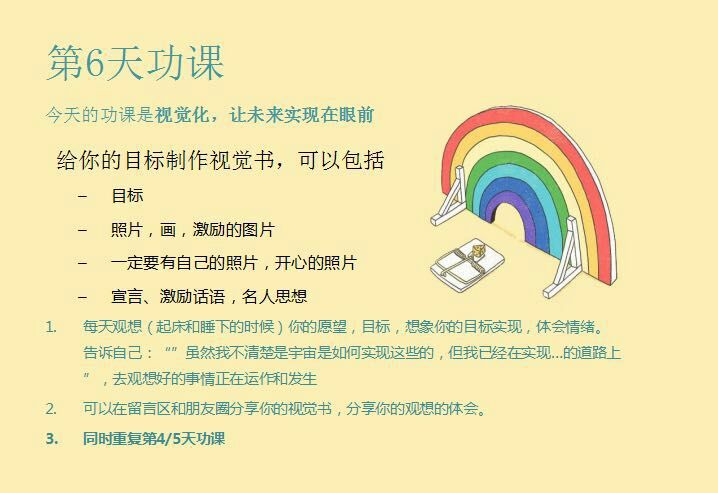 第6天功课
今天的功课是视觉化，让未来实现在眼前
给你的目标制作视觉书，可以包括
– 目标
– 照片，画，激励的图片
– 一定要有自己的照片，开心的照片
– 宣言、激励话语，名人思想
1. 每天观想（起床和睡下的时候）你的愿望，目标，想象你的目标实现，体会情绪。
告诉自己：“”虽然我不清楚是宇宙是如何实现这些的，但我已经在实现...的道路上
”，去观想好的事情正在运作和发生
2. 可以在留言区和朋友圈分享你的视觉书，分享你的观想的体会。
3. 同时重复第4/5天功课